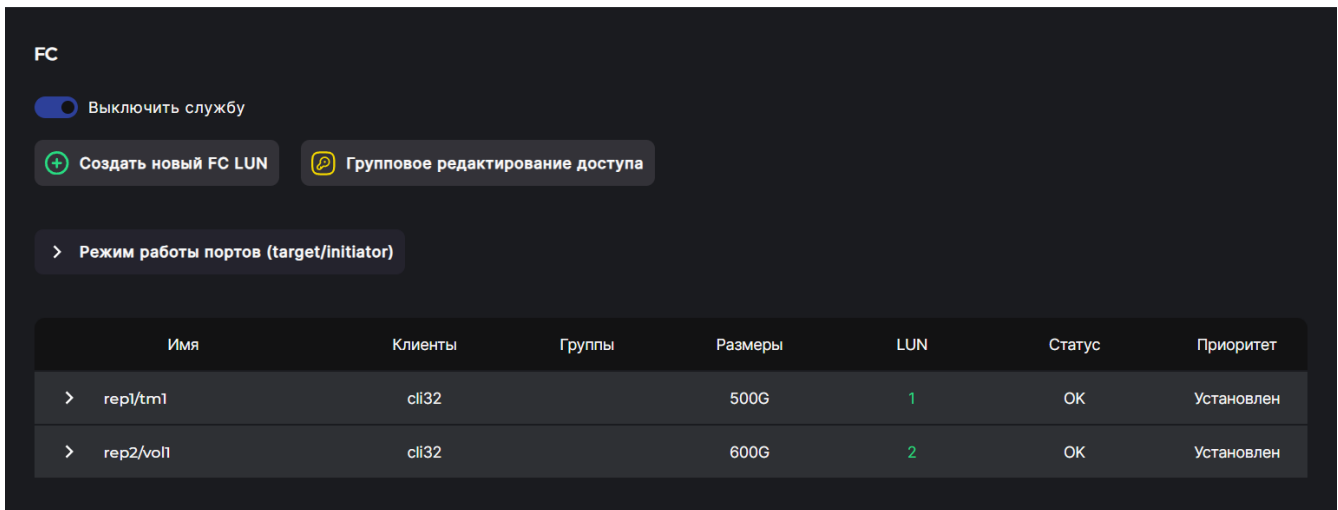 FC
Выключить службу
Создать новый FC LUN Групповое редактирование доступа
Режим работы портов (target/initiator)
Имя Клиенты Группы Размеры LUN Статус Приоритет
rep1/tm1 cli32 500G 1 OK Установлен
rep2/vol1 cli32 600G 2 OK Установлен